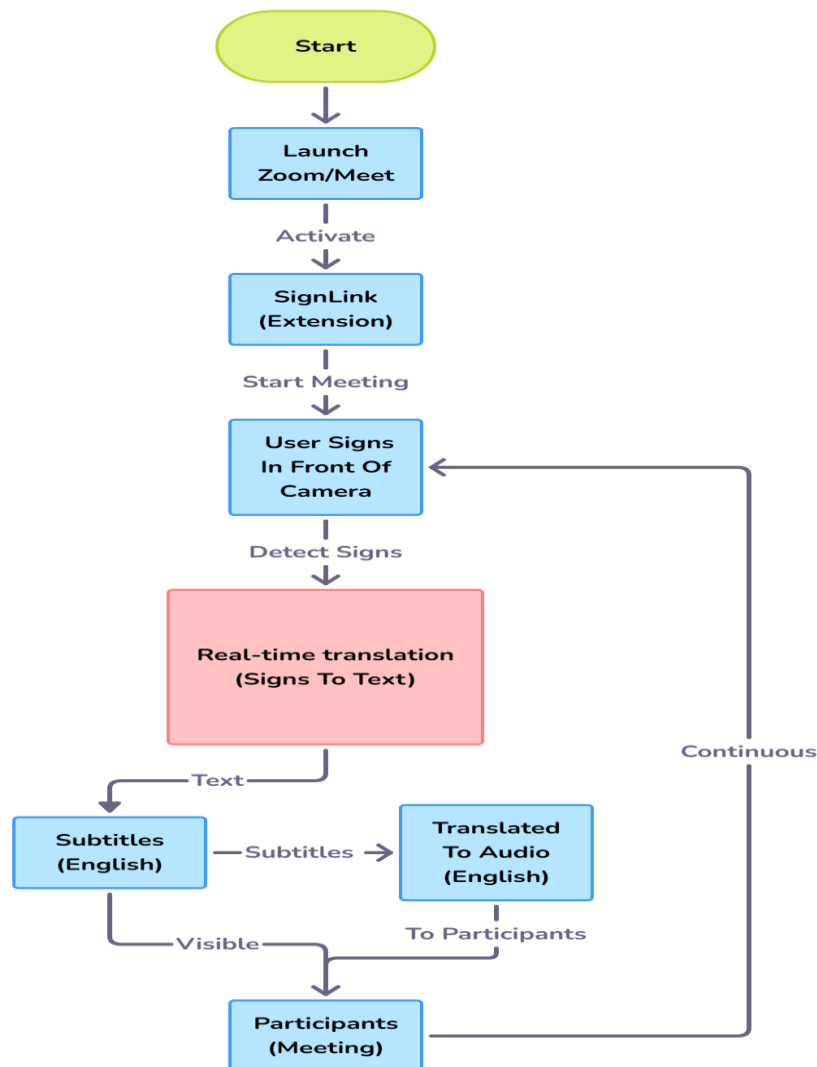 Start
Launch
Zoom/Meet
Activate
SignLink
(Extension)
Start Meeting
User Signs
In Front Of
Camera
Detect Signs
Real-time translation
(Signs To Text)
Continuous
Text
Subtitles
(English)
Subtitles
Translated
To Audio
(English)
Visible
To Participants
Participants
(Meeting)